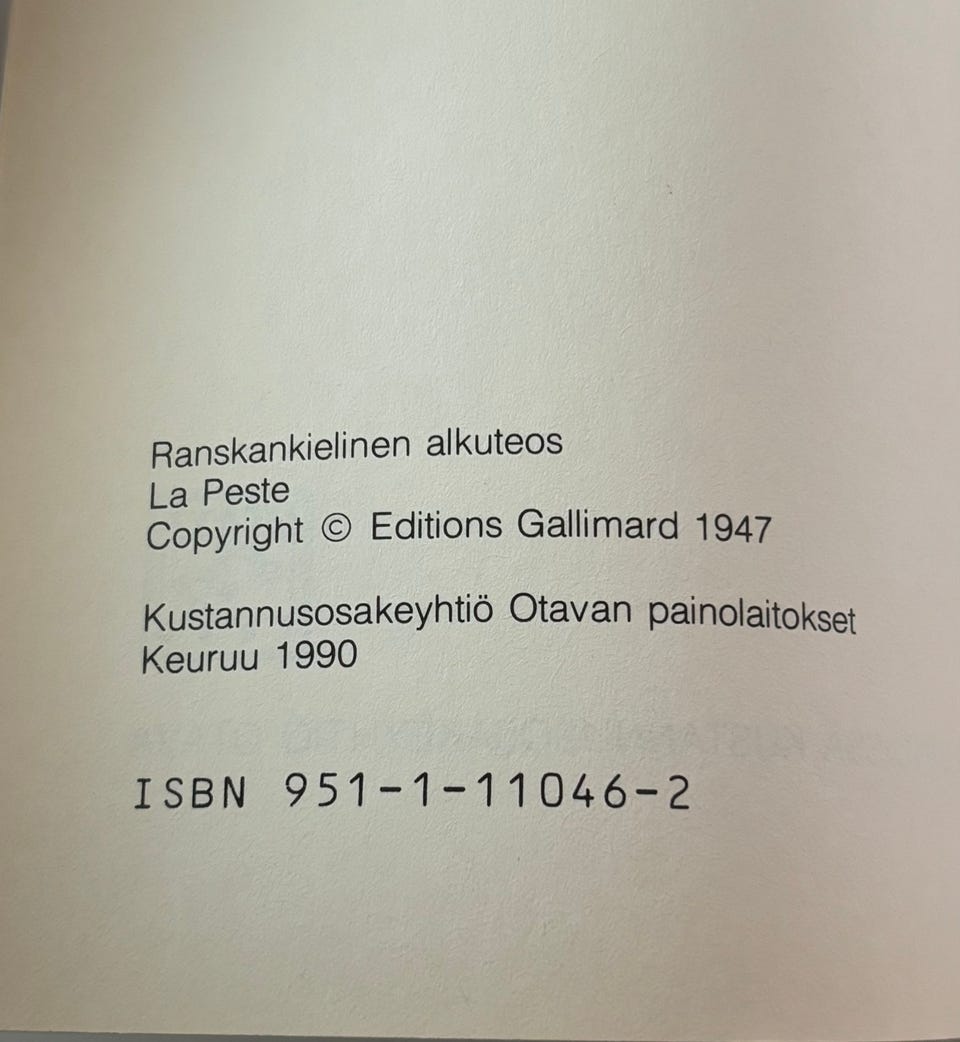 Ranskankielinen alkuteos
La Peste
Copyright © Editions Gallimard 1947
Kustannusosakeyhtiö Otavan painolaitokset
Keuruu 1990
ISBN 951-1-11046-2